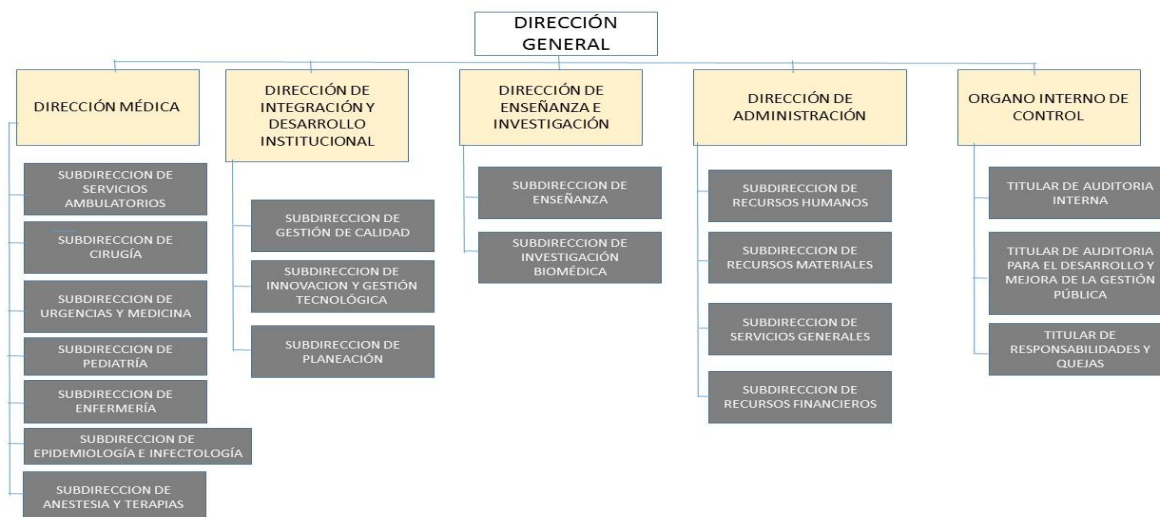 DIRECCIÓN
GENERAL
DIRECCIÓN MÉDICA
SUBDIRECCION DE
SERVICIOS
AMBULATORIOS
SUBDIRECCION DE
CIRUGÍA
SUBDIRECCION DE
URGENCIAS Y MEDICINA
SUBDIRECCION DE
PEDIATRÍA
SUBDIRECCION DE
ENFERMERÍA
SUBDIRECCION DE
EPIDEMIOLOGÍA E INFECTOLOGÍA
SUBDIRECCION DE
ANESTESIA Y TERAPIAS
DIRECCIÓN DE
INTEGRACIÓN Y
DESARROLLO
INSTITUCIONAL
SUBDIRECCION DE
GESTIÓN DE CALIDAD
SUBDIRECCION DE
INNOVACION Y GESTIÓN
TECNOLÓGICA
SUBDIRECCION DE
PLANEACIÓN
DIRECCIÓN DE
ENSEÑANZA E
INVESTIGACIÓN
SUBDIRECCION DE
ENSEÑANZA
SUBDIRECCION DE
INVESTIGACIÓN
BIOMÉDICA
DIRECCIÓN DE
ADMINISTRACIÓN
SUBDIRECCION DE
RECURSOS HUMANOS
SUBDIRECCION DE
RECURSOS MATERIALES
SUBDIRECCION DE
SERVICIOS GENERALES
SUBDIRECCION DE
RECURSOS FINANCIEROS
ORGANO INTERNO DE
CONTROL
TITULAR DE AUDITORIA
INTERNA
TITULAR DE AUDITORIA
PARA EL DESARROLLO Y
MEJORA DE LA GESTIÓN
PÚBLICA
TITULAR DE
RESPONSABILIDADES Y
QUEJAS